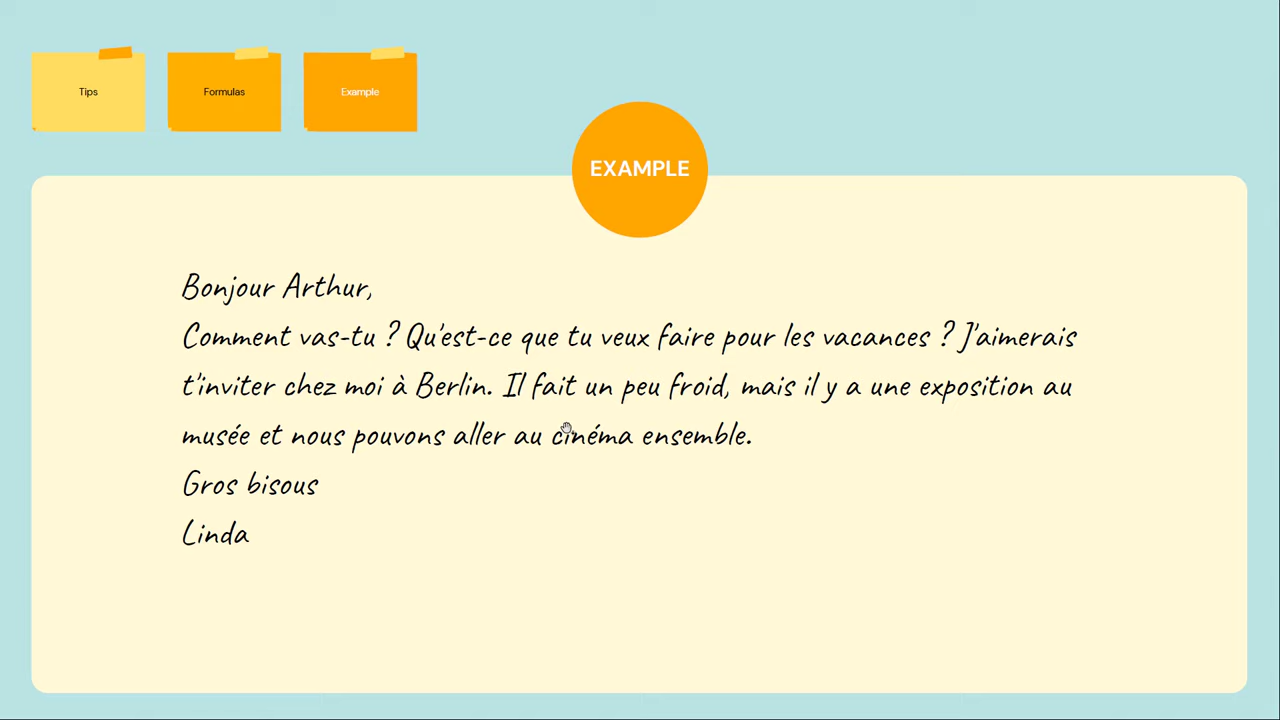 Tips
Formulas
Example
EXAMPLE
Bonjour Arthur,
Comment vas-tu ? Qu'est-ce que tu veux faire pour les vacances ? J'aimerais
t'inviter chez moi à Berlin. Il fait un peu froid, mais il y a une exposition au
musée et nous pouvons aller au cinéma ensemble.
Gros bisous
Linda